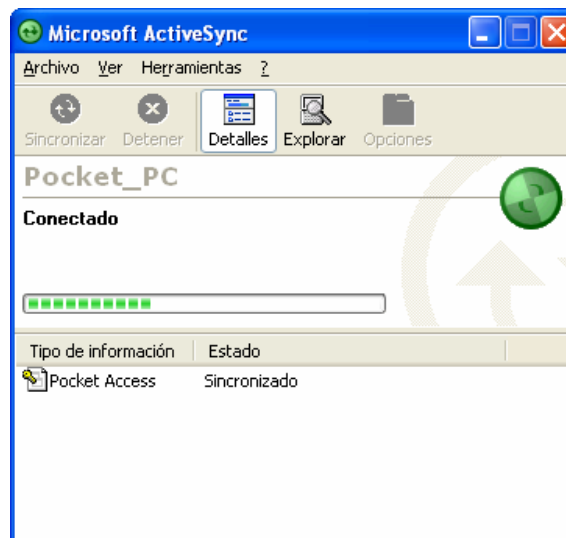 Microsoft ActiveSync
Archivo Ver Herramientas ?
Sincronizar Detener Detalles Explorar Opciones
Pocket_PC
Conectado
Tipo de información Estado
Pocket Access Sincronizado